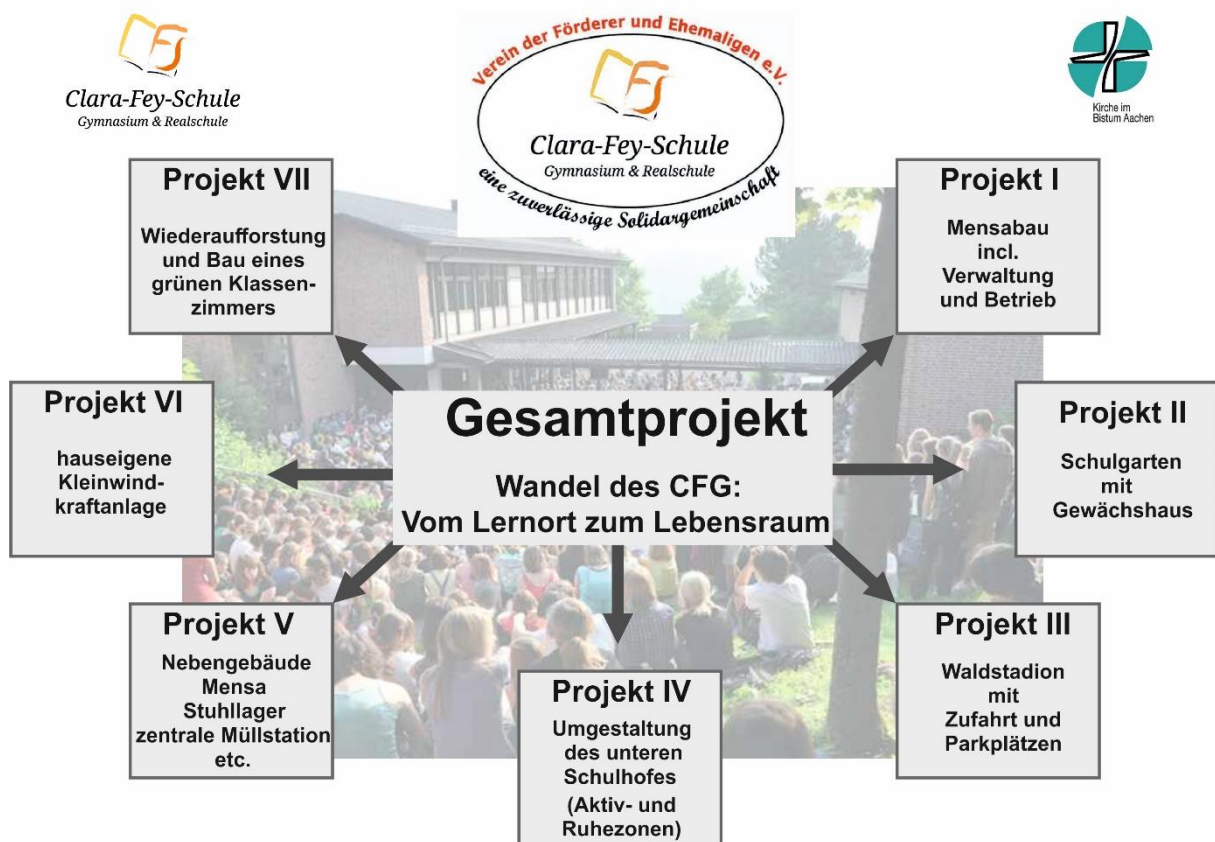 Clara-Fey-Schule
Gymnasium & Realschule
Verein der Förderer und Ehemaligen e.V.
Clara-Fey-Schule
Gymnasium & Realschule
eine zuverlässige Solidargemeinschaft
Kirche im
Bistum Aachen
Projekt VII
Wiederaufforstung
und Bau eines
grünen Klassen-
zimmers
Projekt I
Mensabau
incl.
Verwaltung
und Betrieb
Projekt VI
hauseigene
Kleinwind-
kraftanlage
Gesamtprojekt
Wandel des CFG:
Vom Lernort zum Lebensraum
Projekt II
Schulgarten
mit
Gewächshaus
Projekt V
Nebengebäude
Mensa
Stuhllager
zentrale Müllstation
etc.
Projekt IV
Umgestaltung
des unteren
Schulhofes
(Aktiv- und
Ruhezonen)
Projekt III
Waldstadion
mit
Zufahrt und
Parkplätzen